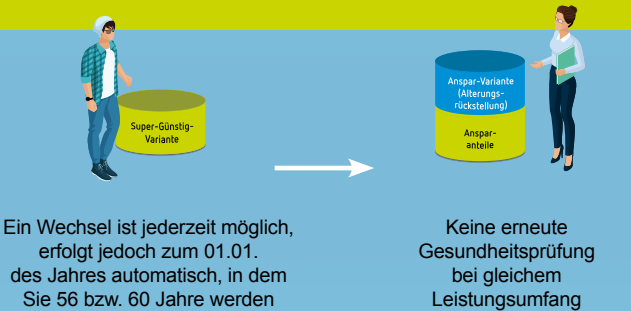 Super-Günstig-
Variante
Anspar-Variante
(Alterungs-
rückstellung)
Anspar-
anteile
Ein Wechsel ist jederzeit möglich,
erfolgt jedoch zum 01.01.
des Jahres automatisch, in dem
Sie 56 bzw. 60 Jahre werden
Keine erneute
Gesundheitsprüfung
bei gleichem
Leistungsumfang